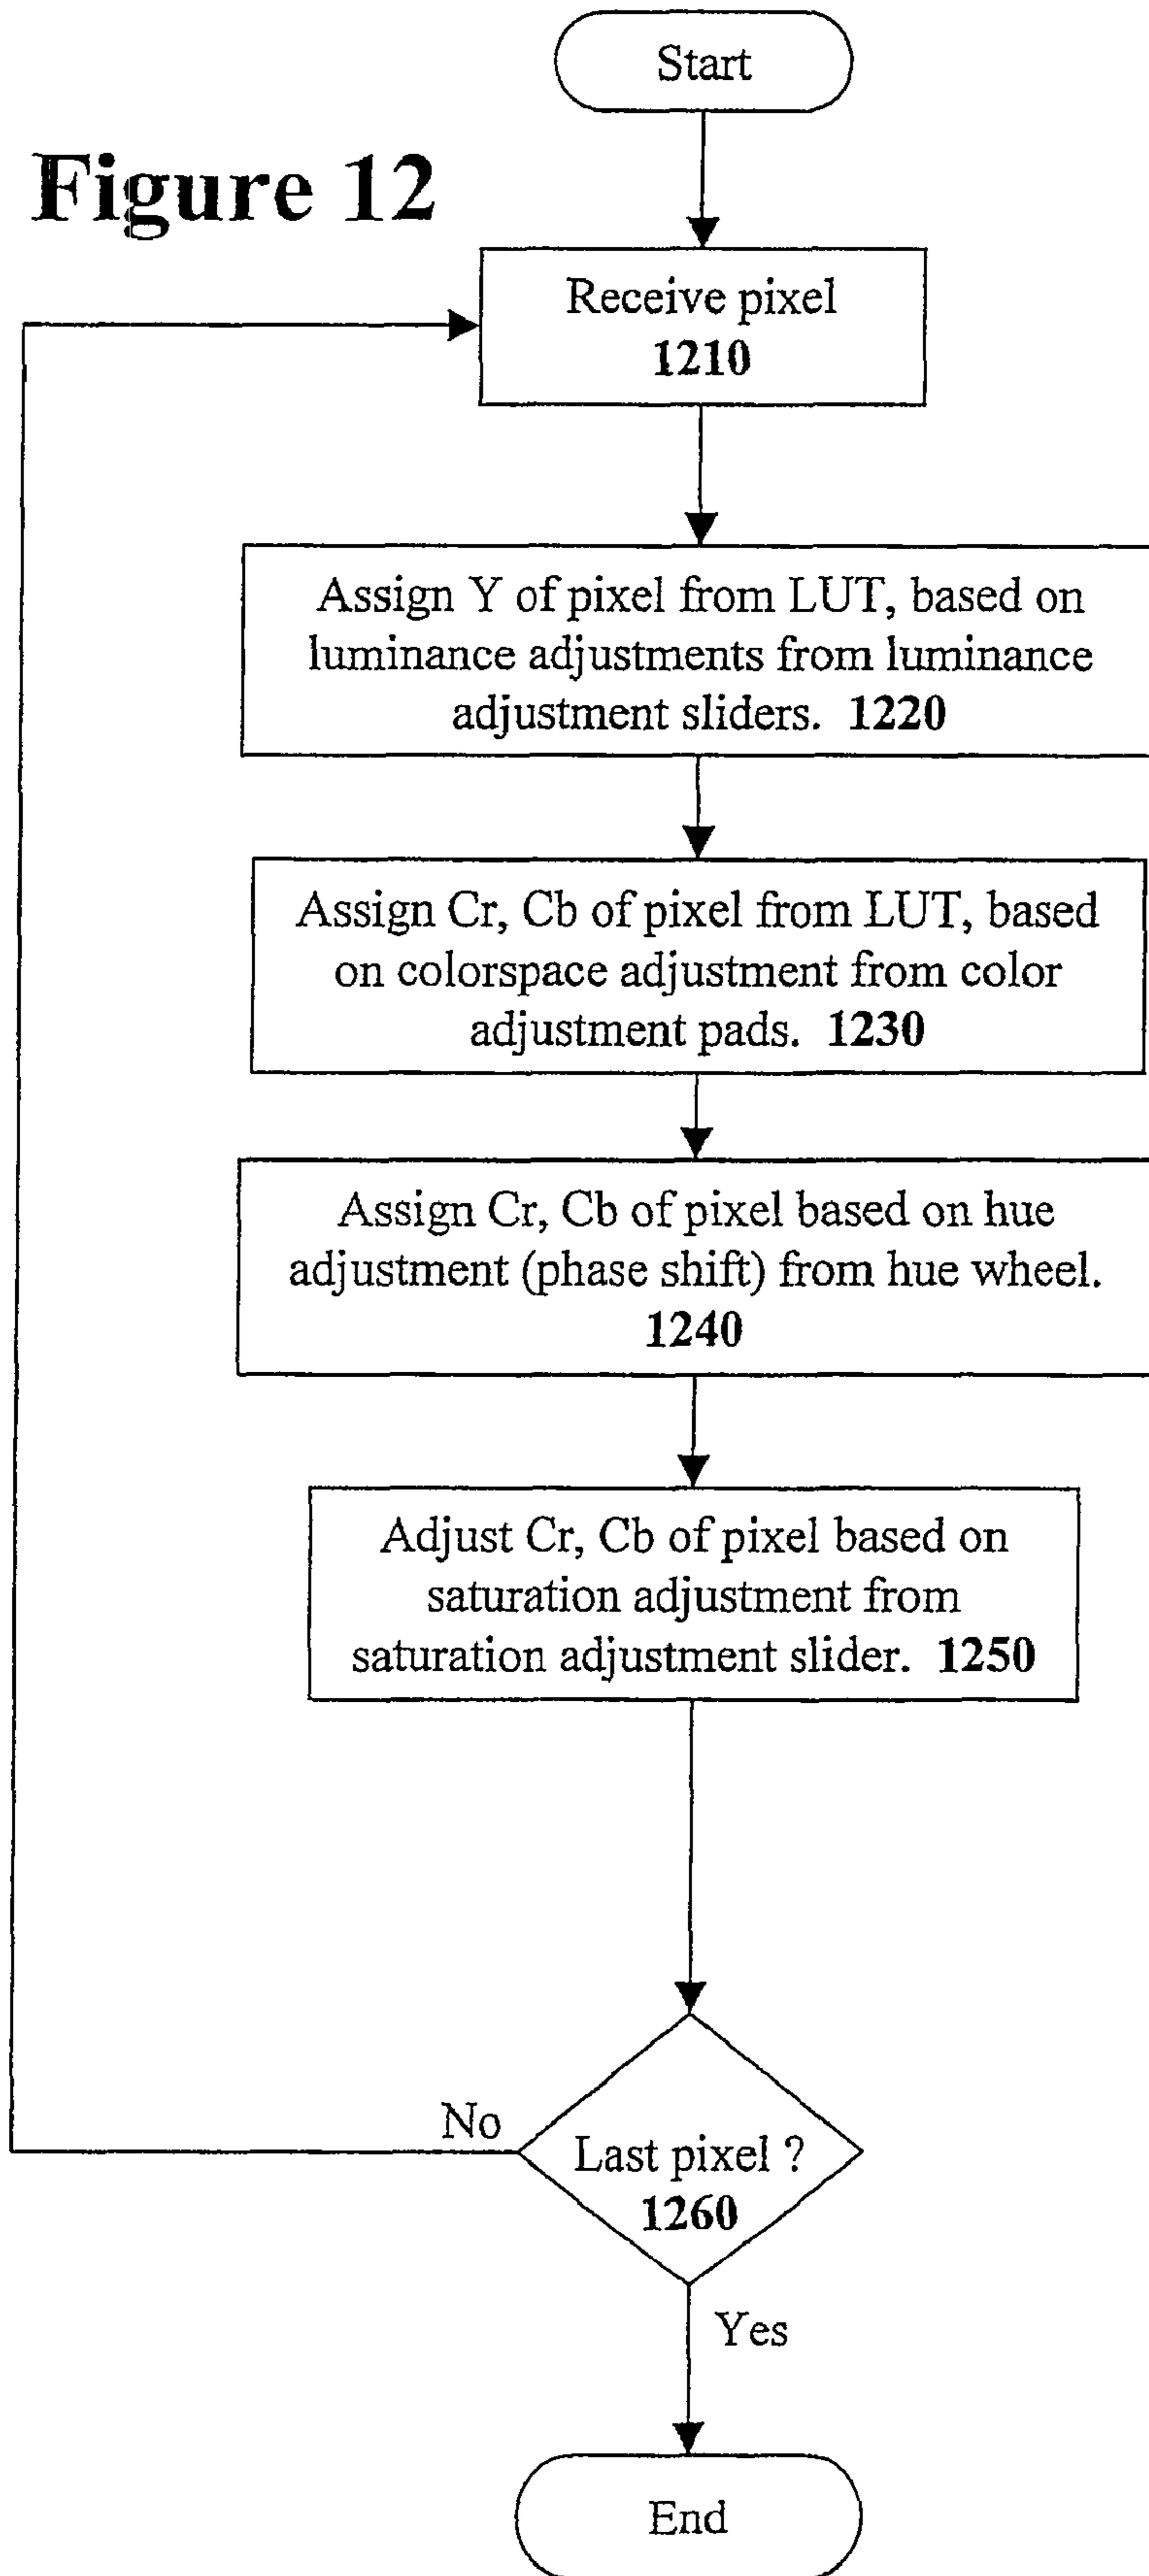 Start
Figure 12
Receive pixel
1210
Assign Y of pixel from LUT, based on
luminance adjustments from luminance
adjustment sliders. 1220
Assign Cr, Cb of pixel from LUT, based
on colorspace adjustment from color
adjustment pads. 1230
Assign Cr, Cb of pixel based on hue
adjustment (phase shift) from hue wheel.
1240
Adjust Cr, Cb of pixel based on
saturation adjustment from
saturation adjustment slider. 1250
No
Last pixel ?
1260
Yes
End